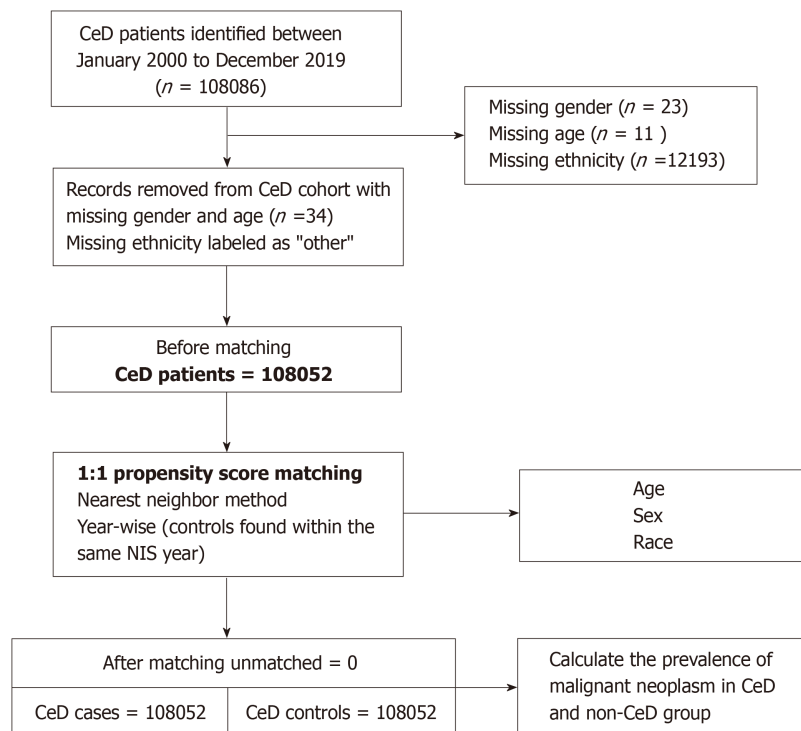 CeD patients identified between
January 2000 to December 2019
(n = 108086)
Missing gender (n = 23)
Missing age (n = 11 )
Missing ethnicity (n =12193)
Records removed from CeD cohort with
missing gender and age (n =34)
Missing ethnicity labeled as "other"
Before matching
CeD patients = 108052
1:1 propensity score matching
Nearest neighbor method
Year-wise (controls found within the
same NIS year)
Age
Sex
Race
After matching unmatched = 0
CeD cases = 108052
CeD controls = 108052
Calculate the prevalence of
malignant neoplasm in CeD
and non-CeD group